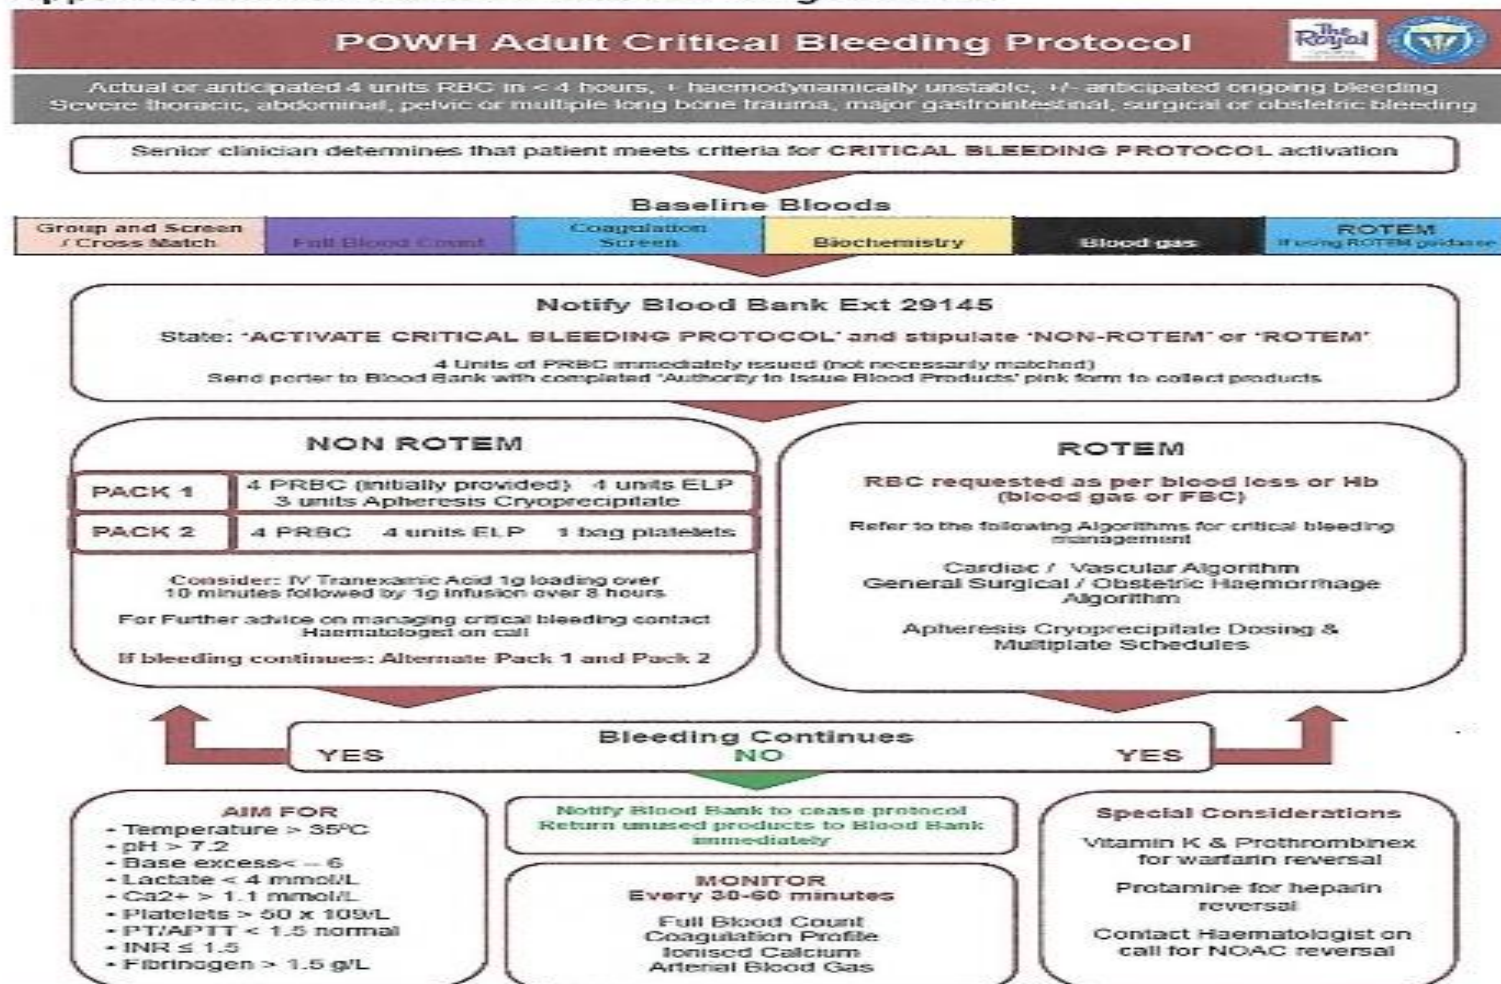 POWH Adult Critical Bleeding Protocol
The
Royal
Actual or anticipated 4 units RBC in < 4 hours, + haemodynamically unstable, +/- anticipated ongoing bleeding
Severe thoracic, abdominal, pelvic or multiple long bone trauma, major gastrointestinal, surgical or obstetric bleeding
Senior clinician determines that patient meets criteria for CRITICAL BLEEDING PROTOCOL activation
Baseline Bloods
Group and Screen
/ Cross Match
Full Blood Count
Coagulation
Screen
Biochemistry
Blood gas
ROTEM
If using ROTEM guidance
Notify Blood Bank Ext 29145
State: ‘ACTIVATE CRITICAL BLEEDING PROTOCOL’ and stipulate ‘NON-ROTEM’ or ‘ROTEM’
4 Units of PRBC immediately issued (not necessarily matched)
Send porter to Blood Bank with completed ‘Authority to Issue Blood Products’ pink form to collect products
NON ROTEM
PACK 1
4 PRBC (initially provided) 4 units ELP
3 units Apheresis Cryoprecipitate
PACK 2
4 PRBC 4 units ELP 1 bag platelets
Consider: IV Tranexamic Acid 1g loading over
10 minutes followed by 1g infusion over 8 hours
For Further advice on managing critical bleeding contact
Haematologist on call
If bleeding continues: Alternate Pack 1 and Pack 2
ROTEM
RBC requested as per blood loss or Hb
(blood gas or FBC)
Refer to the following Algorithms for critical bleeding
management
Cardiac / Vascular Algorithm
General Surgical / Obstetric Haemorrhage
Algorithm
Apheresis Cryoprecipitate Dosing &
Multiplate Schedules
Bleeding Continues
YES
NO
YES
AIM FOR
• Temperature > 35ºC
• pH > 7.2
• Base excess< – 6
• Lactate < 4 mmol/L
• Ca2+ > 1.1 mmol/L
• Platelets > 50 x 109/L
• PT/APTT < 1.5 normal
• INR ≤ 1.5
• Fibrinogen > 1.5 g/L
Notify Blood Bank to cease protocol
Return unused products to Blood Bank
immediately
MONITOR
Every 30-60 minutes
Full Blood Count
Coagulation Profile
Ionised Calcium
Arterial Blood Gas
Special Considerations
Vitamin K & Prothrombinex
for warfarin reversal
Protamine for heparin
reversal
Contact Haematologist on
call for NOAC reversal